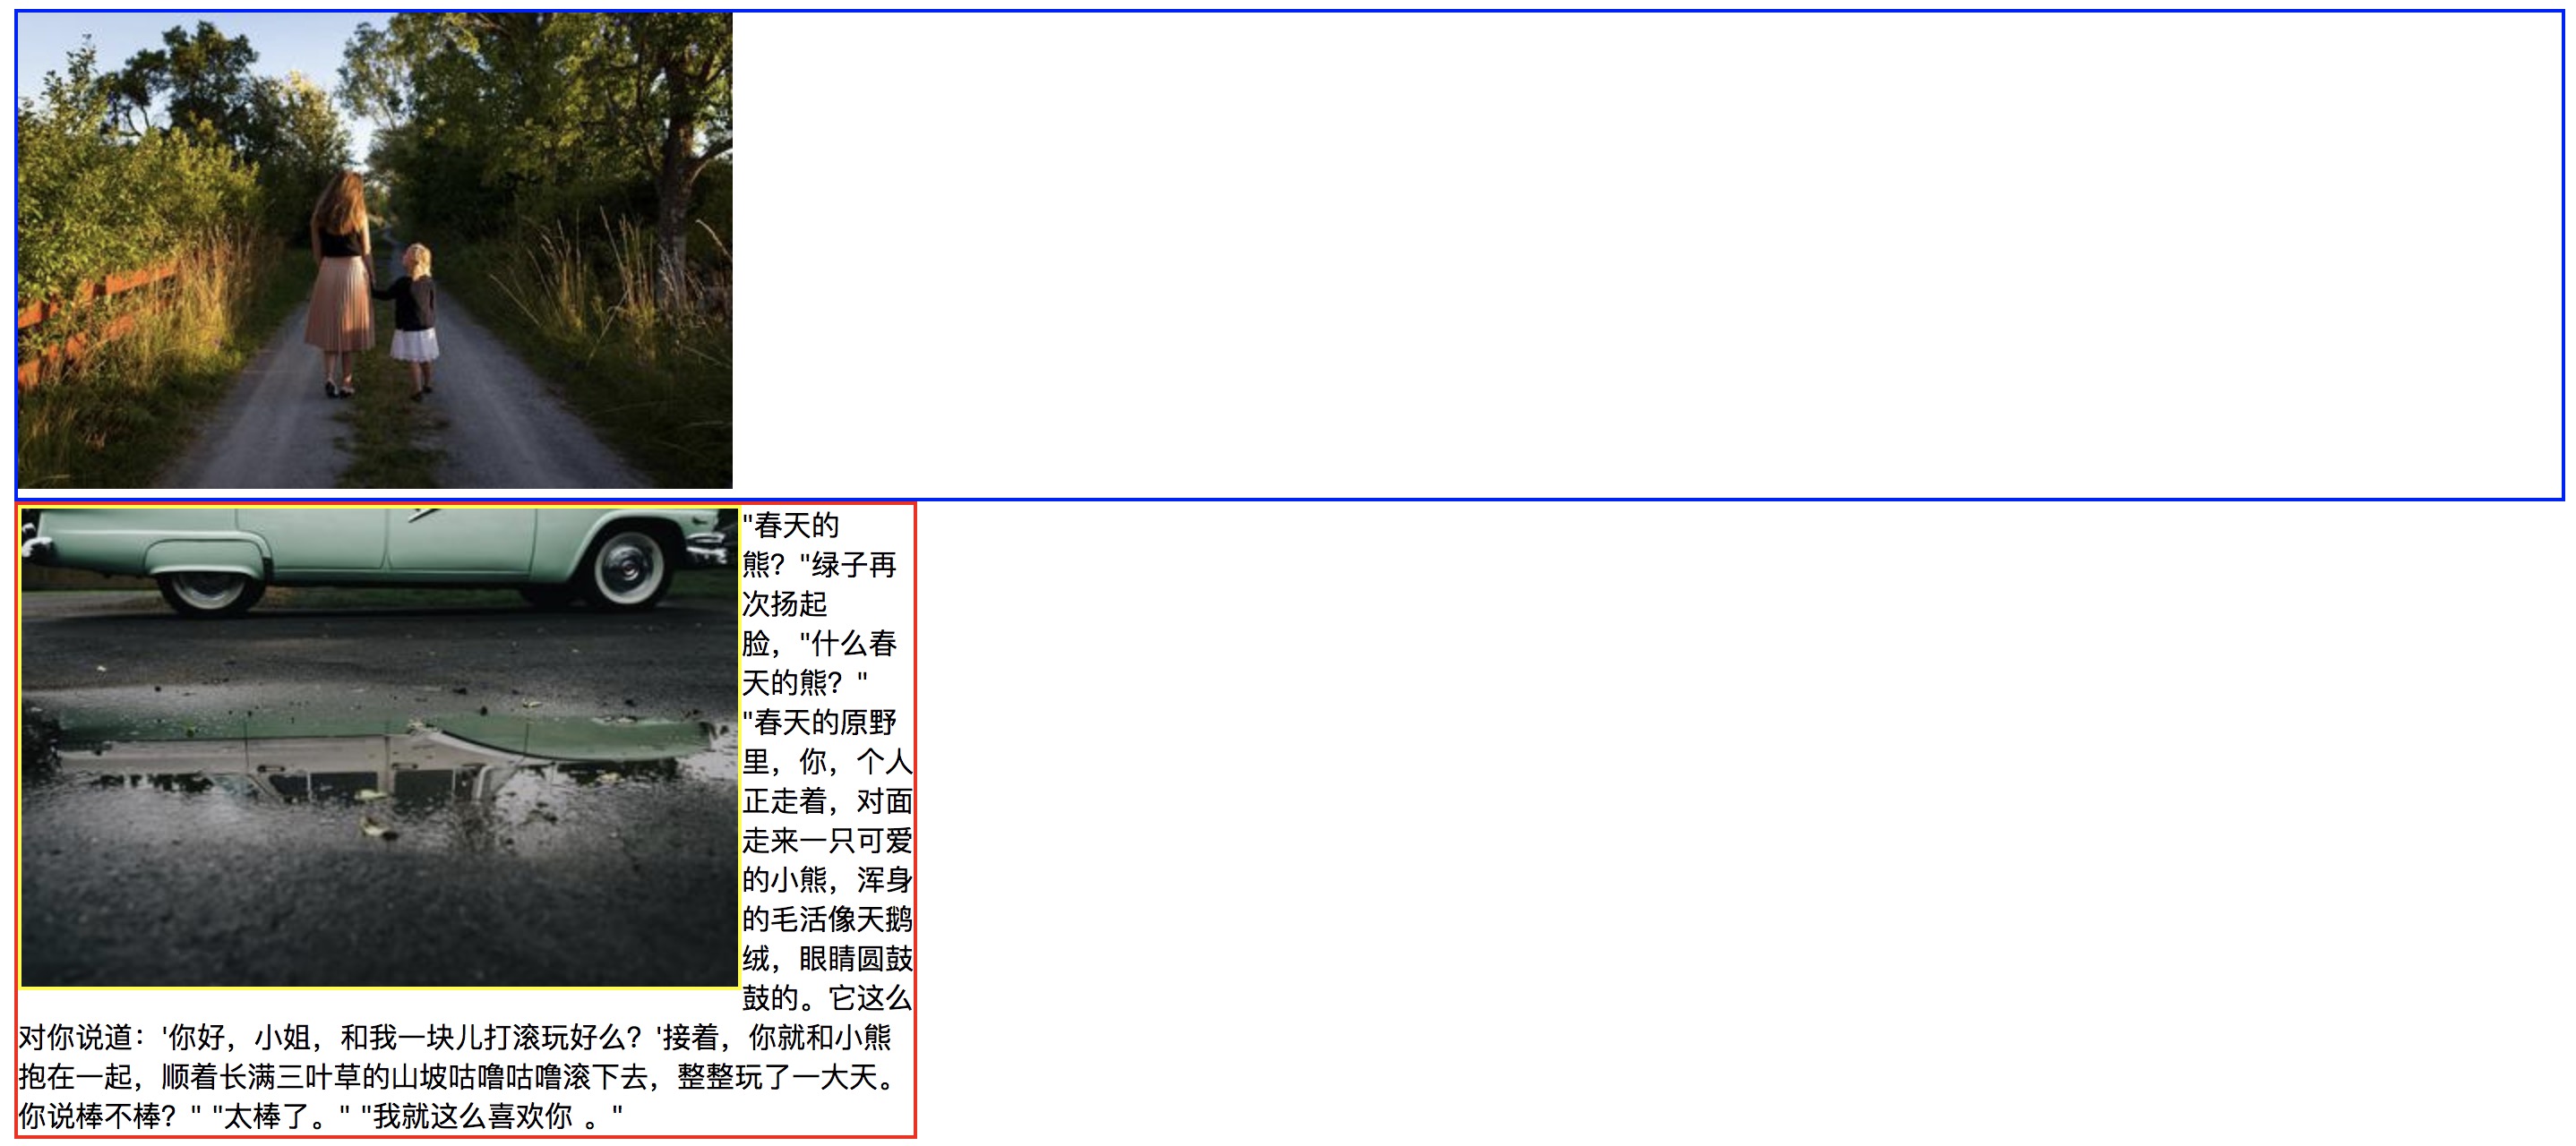 "春天的
熊？"绿子再
次扬起
脸，"什么春
天的熊？"
"春天的原野
里，你，个人
正走着，对面
走来一只可爱
的小熊，浑身
的毛活像天鹅
绒，眼睛圆鼓
鼓的。它这么
对你说道：'你好，小姐，和我一块儿打滚玩好么？'接着，你就和小熊
抱在一起，顺着长满三叶草的山坡咕噜咕噜滚下去，整整玩了一大天。
你说棒不棒？" "太棒了。" "我就这么喜欢你 。"